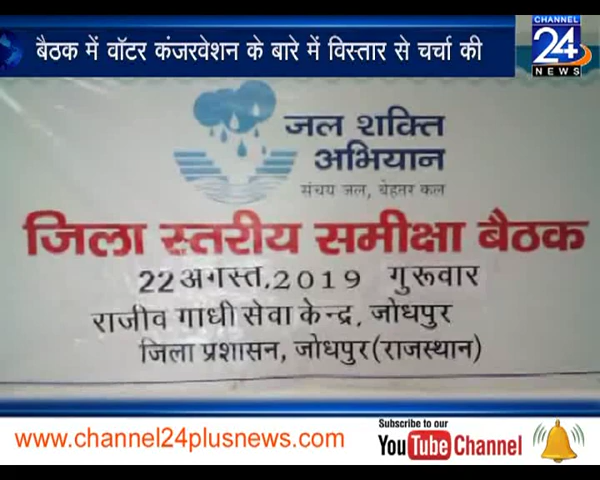 बैठक में वॉटर कंजरवेशन के बारे में विस्तार से चर्चा की
CHANNEL
24
NEWS
जल शक्ति
अभियान
संचय जल, बेहतर कल
जिला स्तरीय समीक्षा बैठक
22 अगस्त, 2019 गुरूवार
राजीव गाधी सेवा केन्द्र, जोधपुर
जिला प्रशासन, जोधपुर (राजस्थान)
www.channel24plusnews.com
Subscribe to our
YouTube Channel